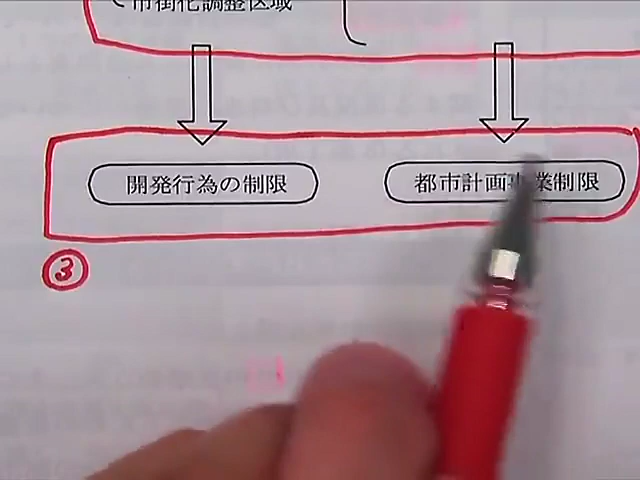 市街化調整区域
開発行為の制限
都市計画事業制限
③